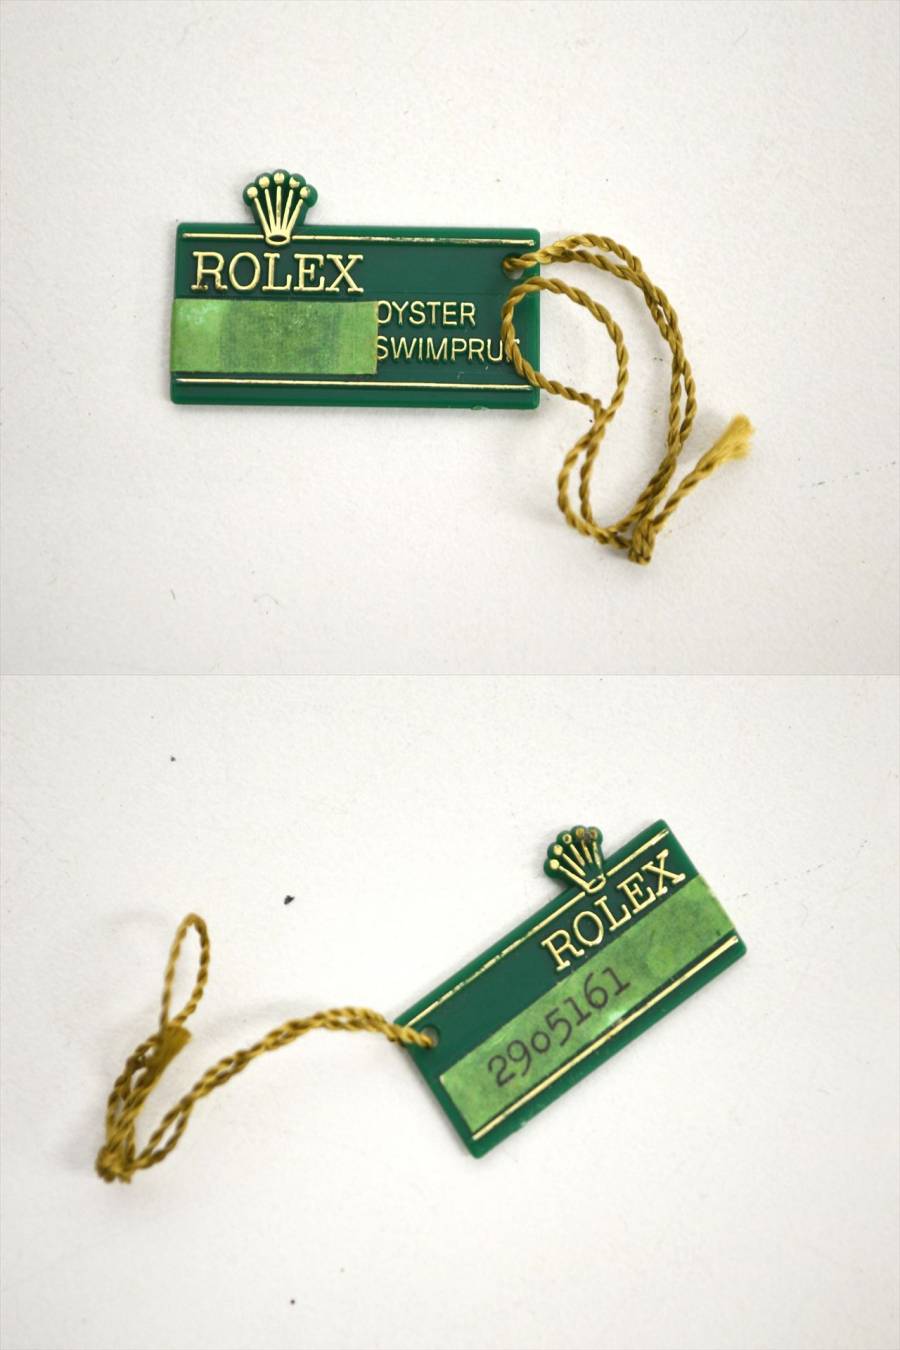 ROLEX
OYSTER
SWIMPRUF
ROLEX
29o5161